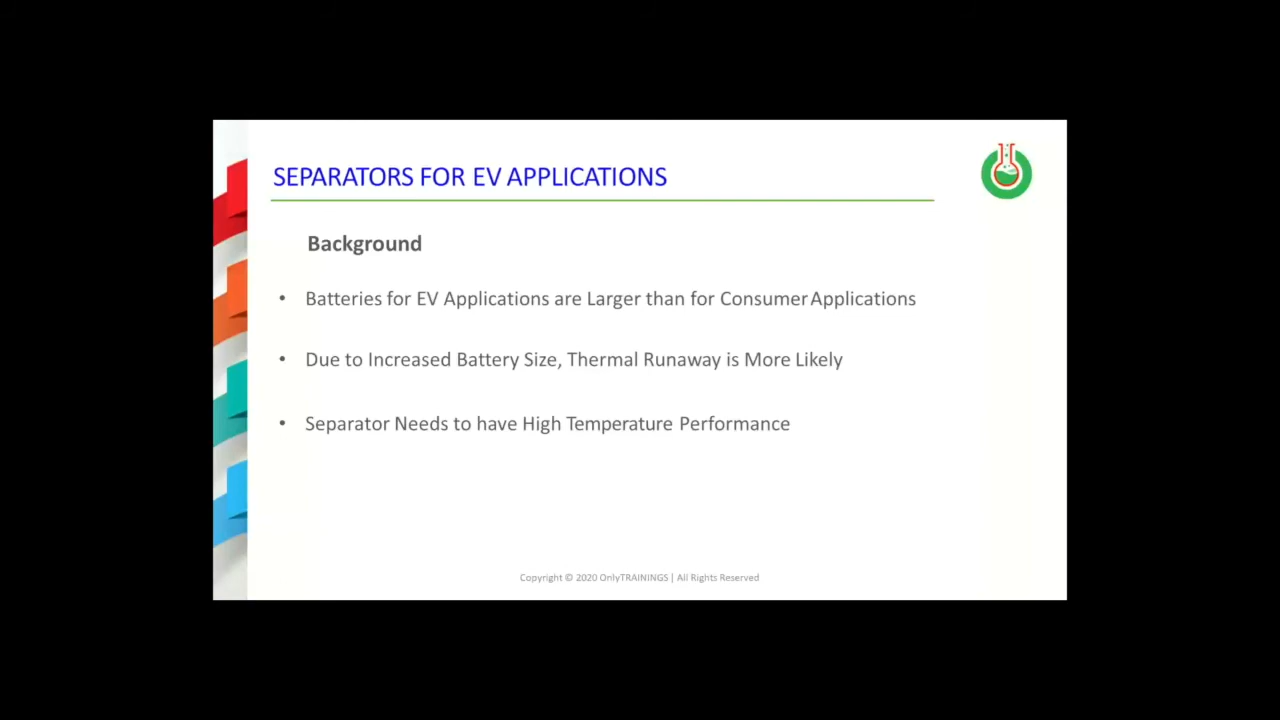 SEPARATORS FOR EV APPLICATIONS
Background
• Batteries for EV Applications are Larger than for Consumer Applications
• Due to Increased Battery Size, Thermal Runaway is More Likely
• Separator Needs to have High Temperature Performance
Copyright © 2020 OnlyTRAININGS | All Rights Reserved